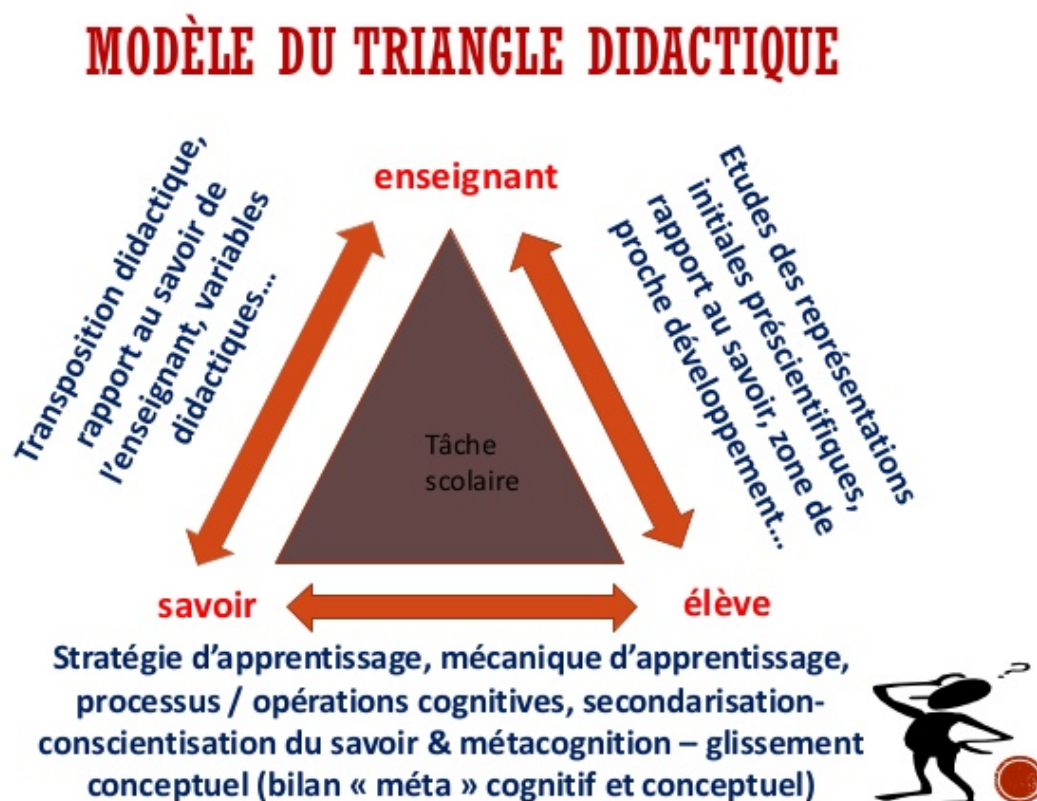 MODÈLE DU TRIANGLE DIDACTIQUE
enseignant
Transposition didactique,
rapport au savoir de
l'enseignant, variables
didactiques...
Etudes des représentations
initiales préscientifiques,
rapport au savoir, zone de
proche développement...
Tâche
scolaire
savoir
élève
Stratégie d'apprentissage, mécanique d'apprentissage,
processus / opérations cognitives, secondarisation-
conscientisation du savoir & métacognition – glissement
conceptuel (bilan « méta » cognitif et conceptuel)
?